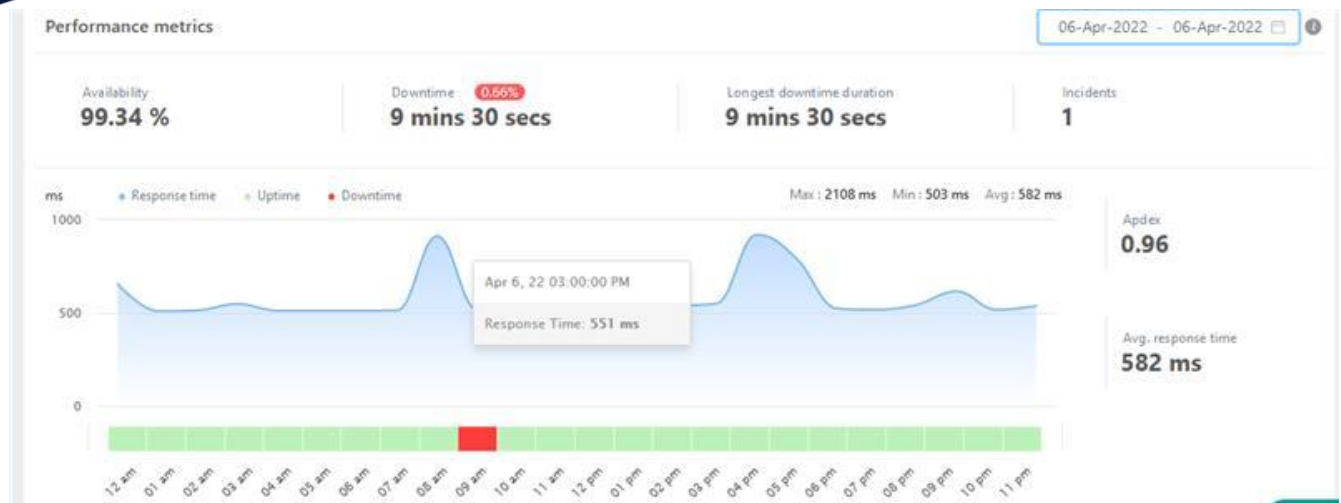 Performance metrics
06-Apr-2022 - 06-Apr-2022
Availability
99.34 %
Downtime 0.66%
9 mins 30 secs
Longest downtime duration
9 mins 30 secs
Incidents
1
ms
Response time Uptime Downtime
Max : 2108 ms Min : 503 ms Avg : 582 ms
1000
500
0
Apr 6, 22 03:00:00 PM
Response Time: 551 ms
Apdex
0.96
Avg. response time
582 ms
12 am 01 am 02 am 03 am 04 am 05 am 06 am 07 am 08 am 09 am 10 am 11 am 12 pm 01 pm 02 pm 03 pm 04 pm 05 pm 06 pm 07 pm 08 pm 09 pm 10 pm 11 pm